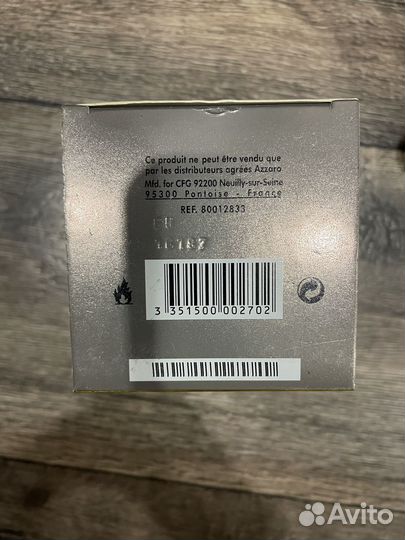 Ce produit ne peut être vendu que
par les distributeurs agréés Azzaro
Mfd. for CFG 92200 Neuilly-sur-Seine
95300 Pontoise - France
REF. 80012833
3 351500 002702
Avito